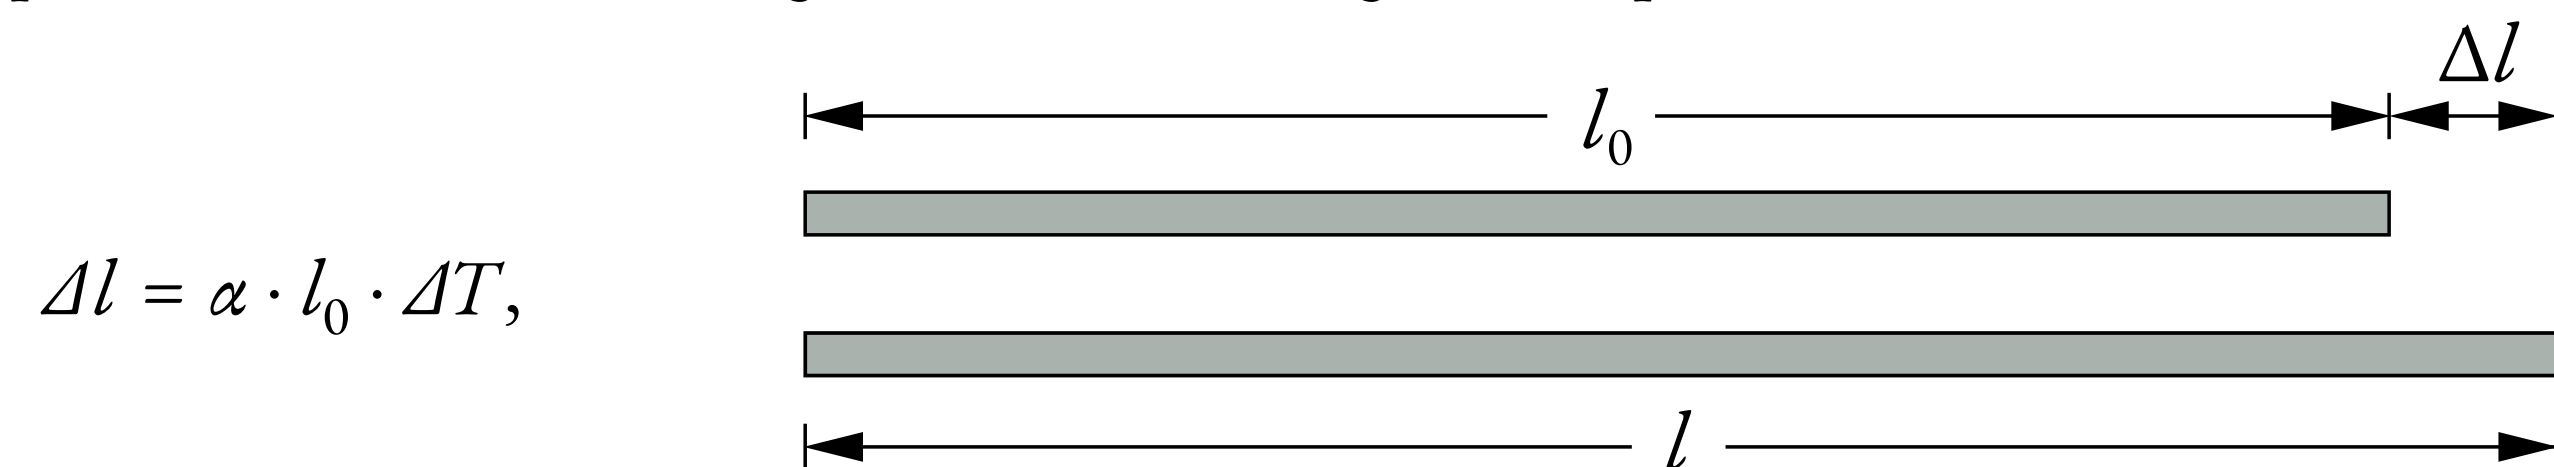 Δl
l₀
Δl = α · l₀ · ΔT,
l